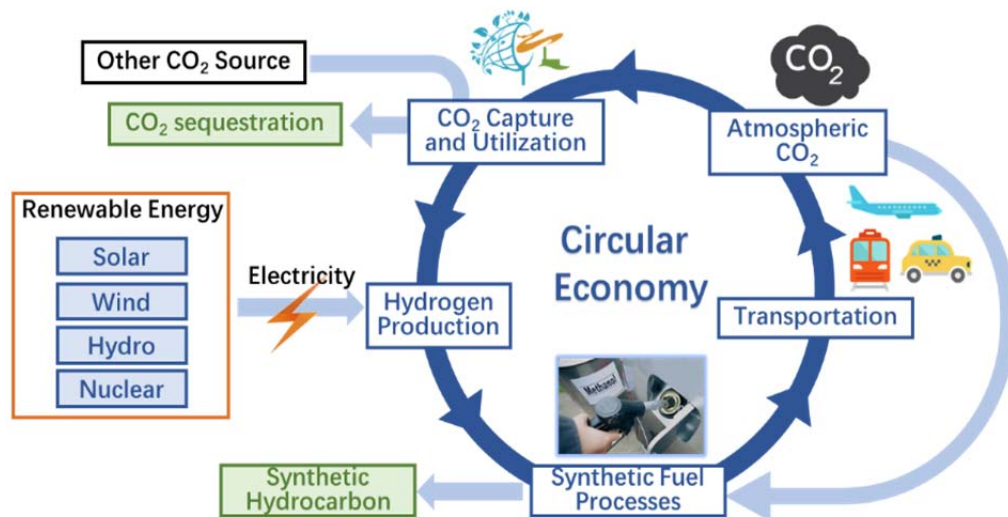 Other CO₂ Source
CO₂ sequestration
CO₂ Capture
and Utilization
CO₂
Atmospheric
CO₂
Renewable Energy
Solar
Wind
Hydro
Nuclear
Electricity
Hydrogen
Production
Circular
Economy
Transportation
Methanol
Synthetic
Hydrocarbon
Synthetic Fuel
Processes